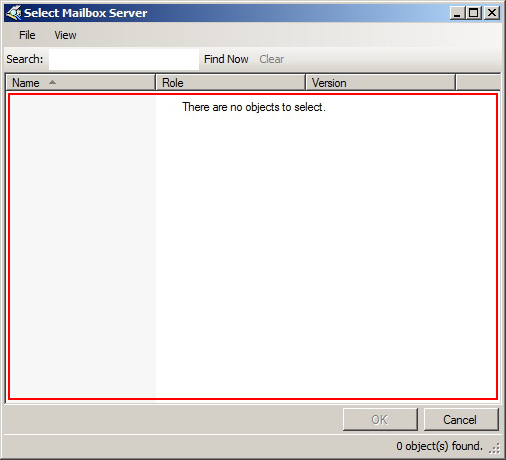 Select Mailbox Server
File View
Search: Find Now Clear
Name Role Version
There are no objects to select.
OK Cancel
0 object(s) found.